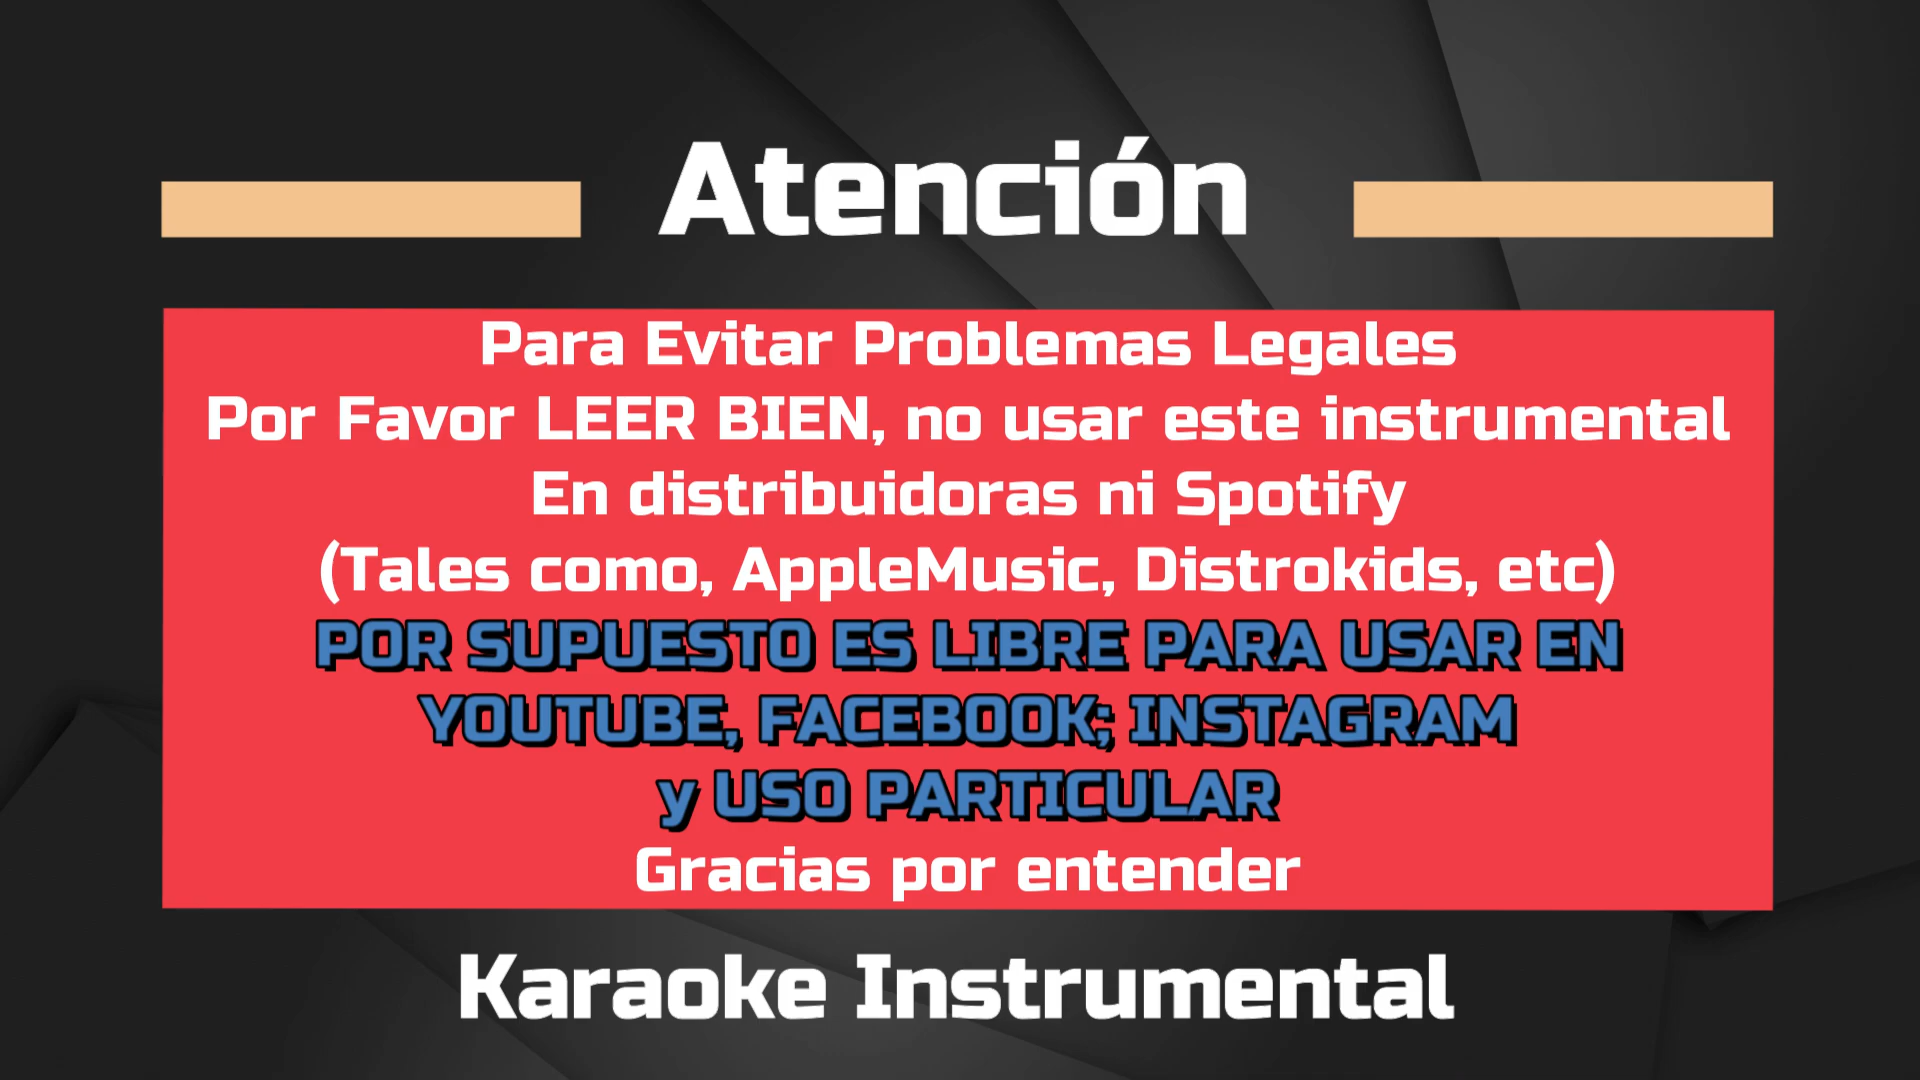 Atención
Para Evitar Problemas Legales
Por Favor LEER BIEN, no usar este instrumental
En distribuidoras ni Spotify
(Tales como, AppleMusic, Distrokids, etc)
POR SUPUESTO ES LIBRE PARA USAR EN
YOUTUBE, FACEBOOK; INSTAGRAM
y USO PARTICULAR
Gracias por entender
Karaoke Instrumental